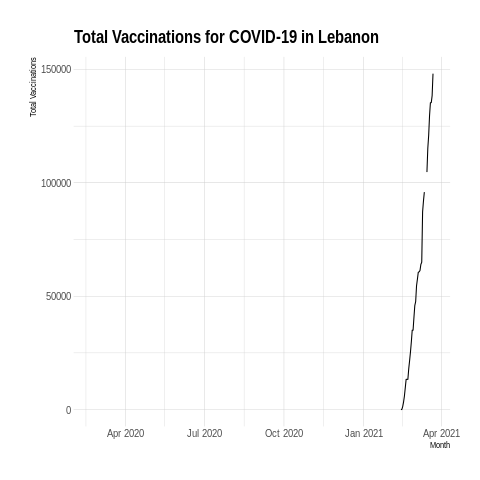 Total Vaccinations for COVID-19 in Lebanon
Total Vaccinations
150000
100000
50000
0
Apr 2020 Jul 2020 Oct 2020 Jan 2021 Apr 2021
Month